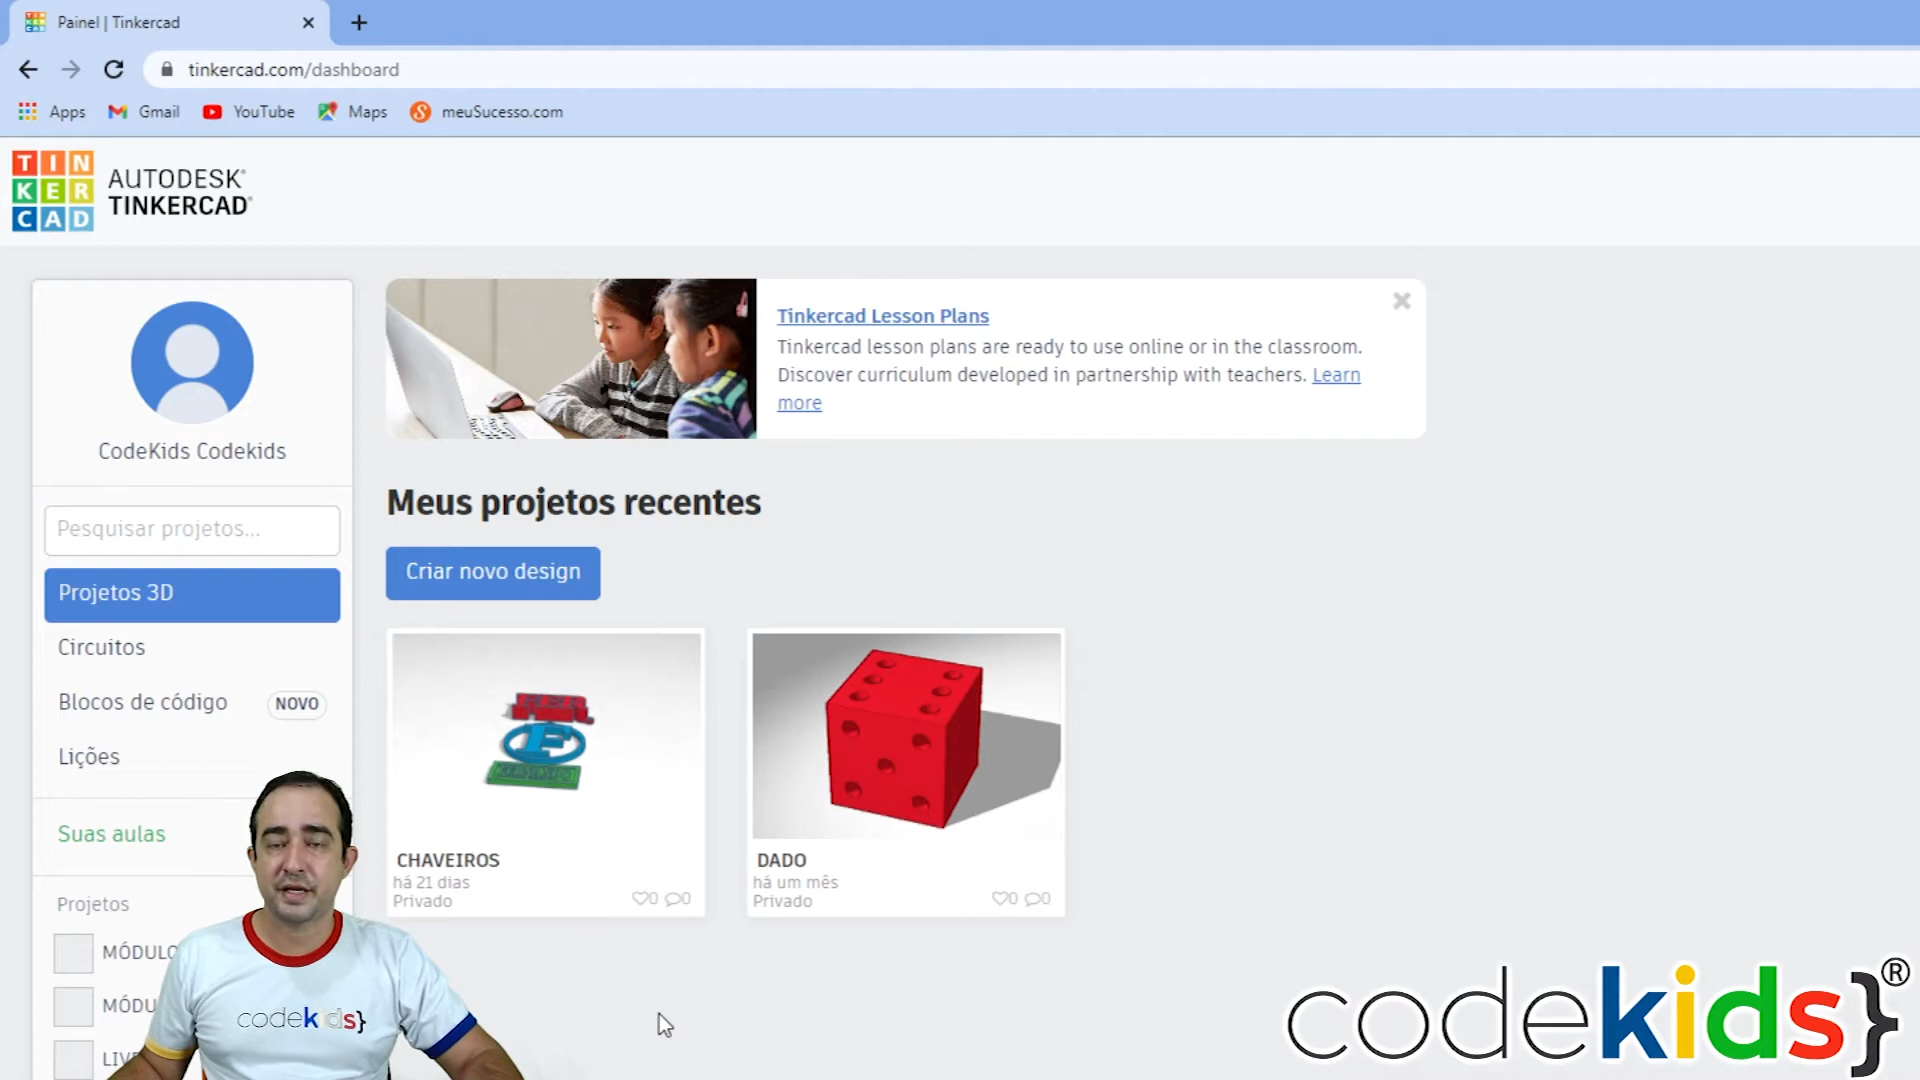 Painel | Tinkercad
tinkercad.com/dashboard
Apps
Gmail
YouTube
Maps
meuSucesso.com
TIN
KER
CAD
AUTODESK®
TINKERCAD®
CodeKids Codekids
Pesquisar projetos...
Projetos 3D
Circuitos
Blocos de código
NOVO
Lições
Suas aulas
Projetos
Tinkercad Lesson Plans
Tinkercad lesson plans are ready to use online or in the classroom.
Discover curriculum developed in partnership with teachers. Learn
more
Meus projetos recentes
Criar novo design
F
CHAVEIROS
há 21 dias
Privado
0
0
DADO
há um mês
Privado
0
0
codekids}
codekids}®